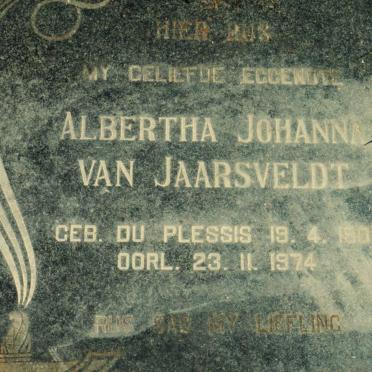 HIER RUS
MY GELIEFDE EGGENOTE
ALBERTHA JOHANNA
VAN JAARSVELDT
GEB. DU PLESSIS 19. 4.
OORL. 23. 11. 1974
RUS SAG MY LIEFLING